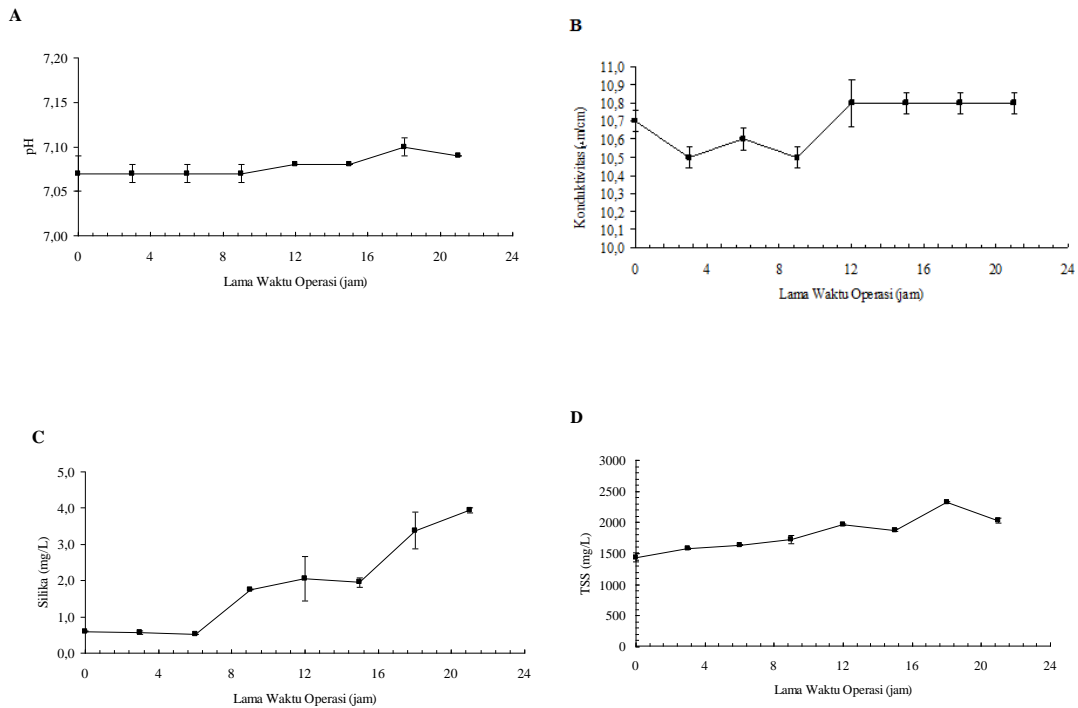 A
7,20
7,15
7,10
7,05
7,00
pH
0 4 8 12 16 20 24
Lama Waktu Operasi (jam)
B
11,0
10,9
10,8
10,7
10,6
10,5
10,4
10,3
10,2
10,1
10,0
Konduktivitas
0 4 8 12 16 20 24
Lama Waktu Operasi (jam)
C
5,0
4,0
3,0
2,0
1,0
0,0
Silika (mg/L)
0 4 8 12 16 20 24
Lama Waktu Operasi (jam)
D
3000
2500
2000
1500
1000
500
0
TSS (mg/L)
0 4 8 12 16 20 24
Lama Waktu Operasi (jam)